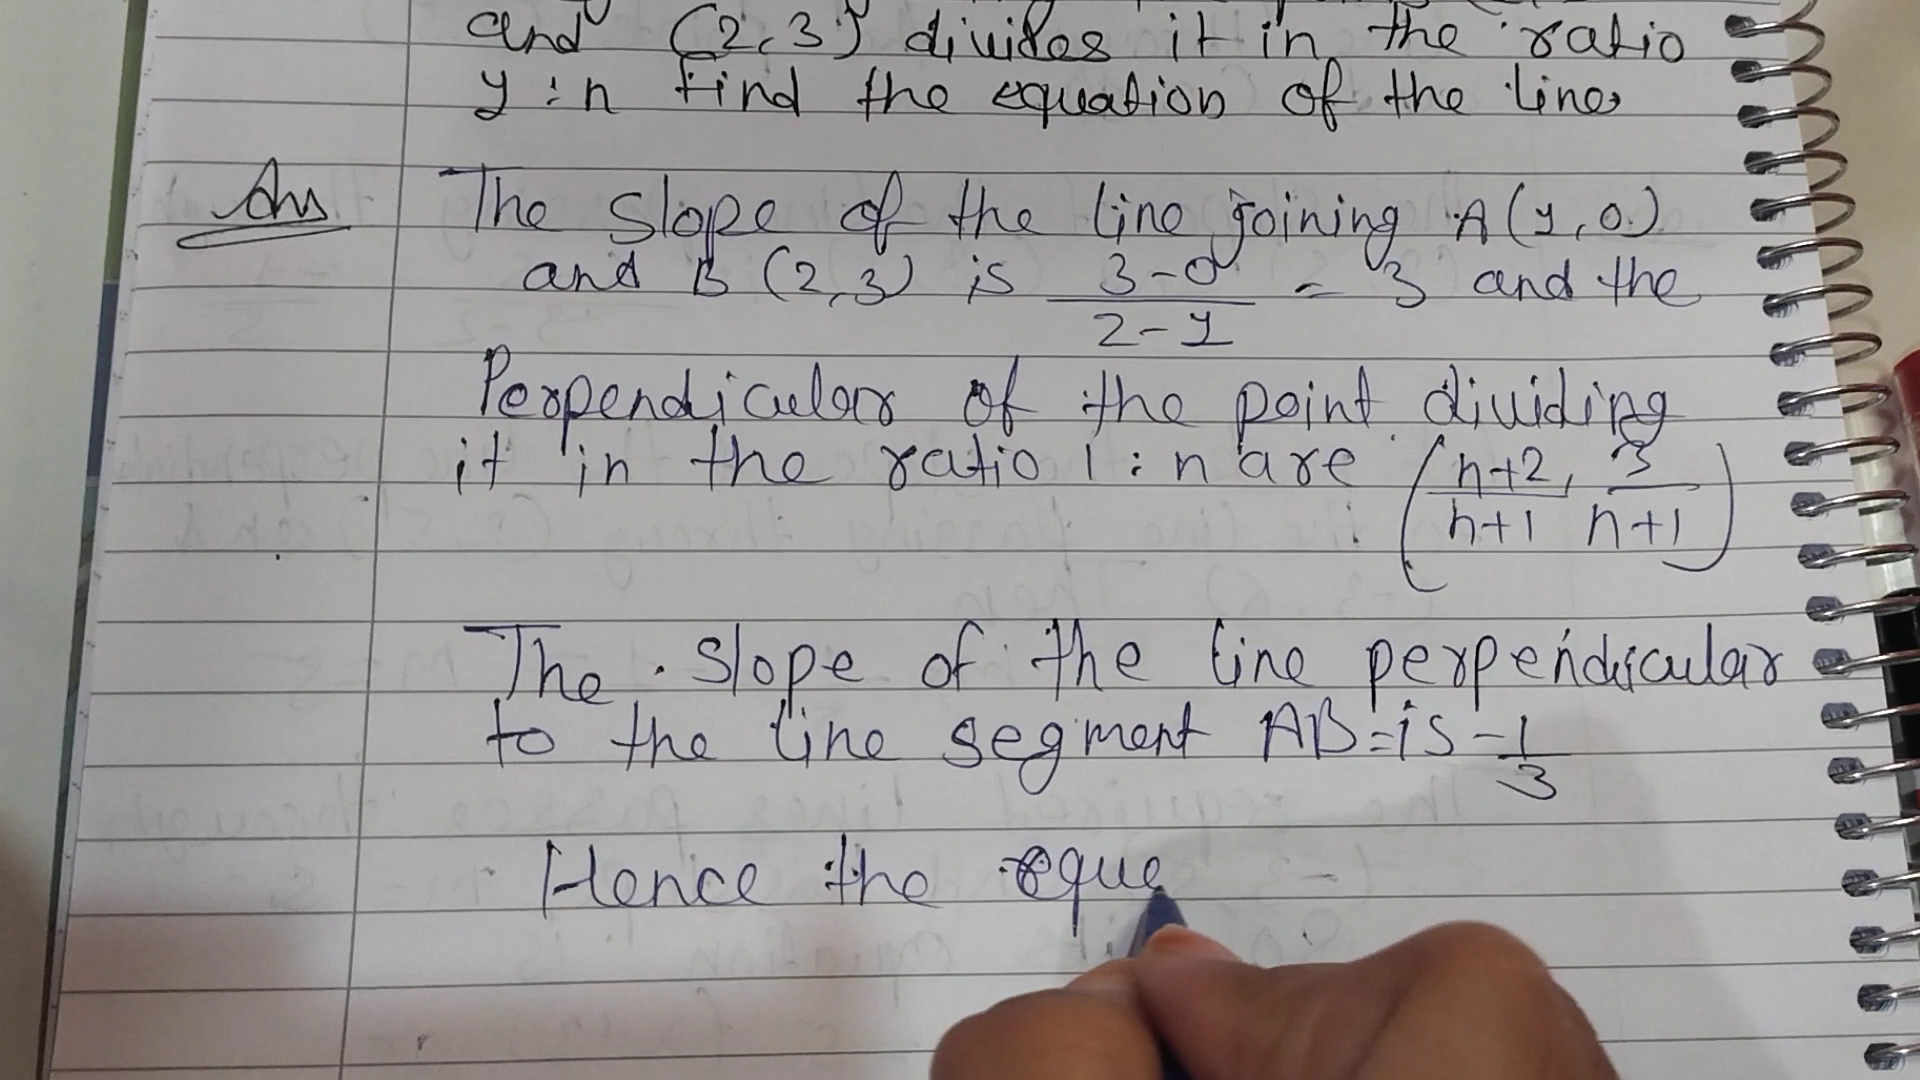 and (2,3) divides it in the ratio
y:n find the equation of the line,
Ans
The slope of the line joining A(1,0)
and B (2,3) is 3-0/2-1 = 3 and the
Perpendicular of the point dividing
it in the ratio 1:n are (n+2/n+1, 3/n+1)
The slope of the line perpendicular
to the line segment AB=is -1/3
Hence the eque